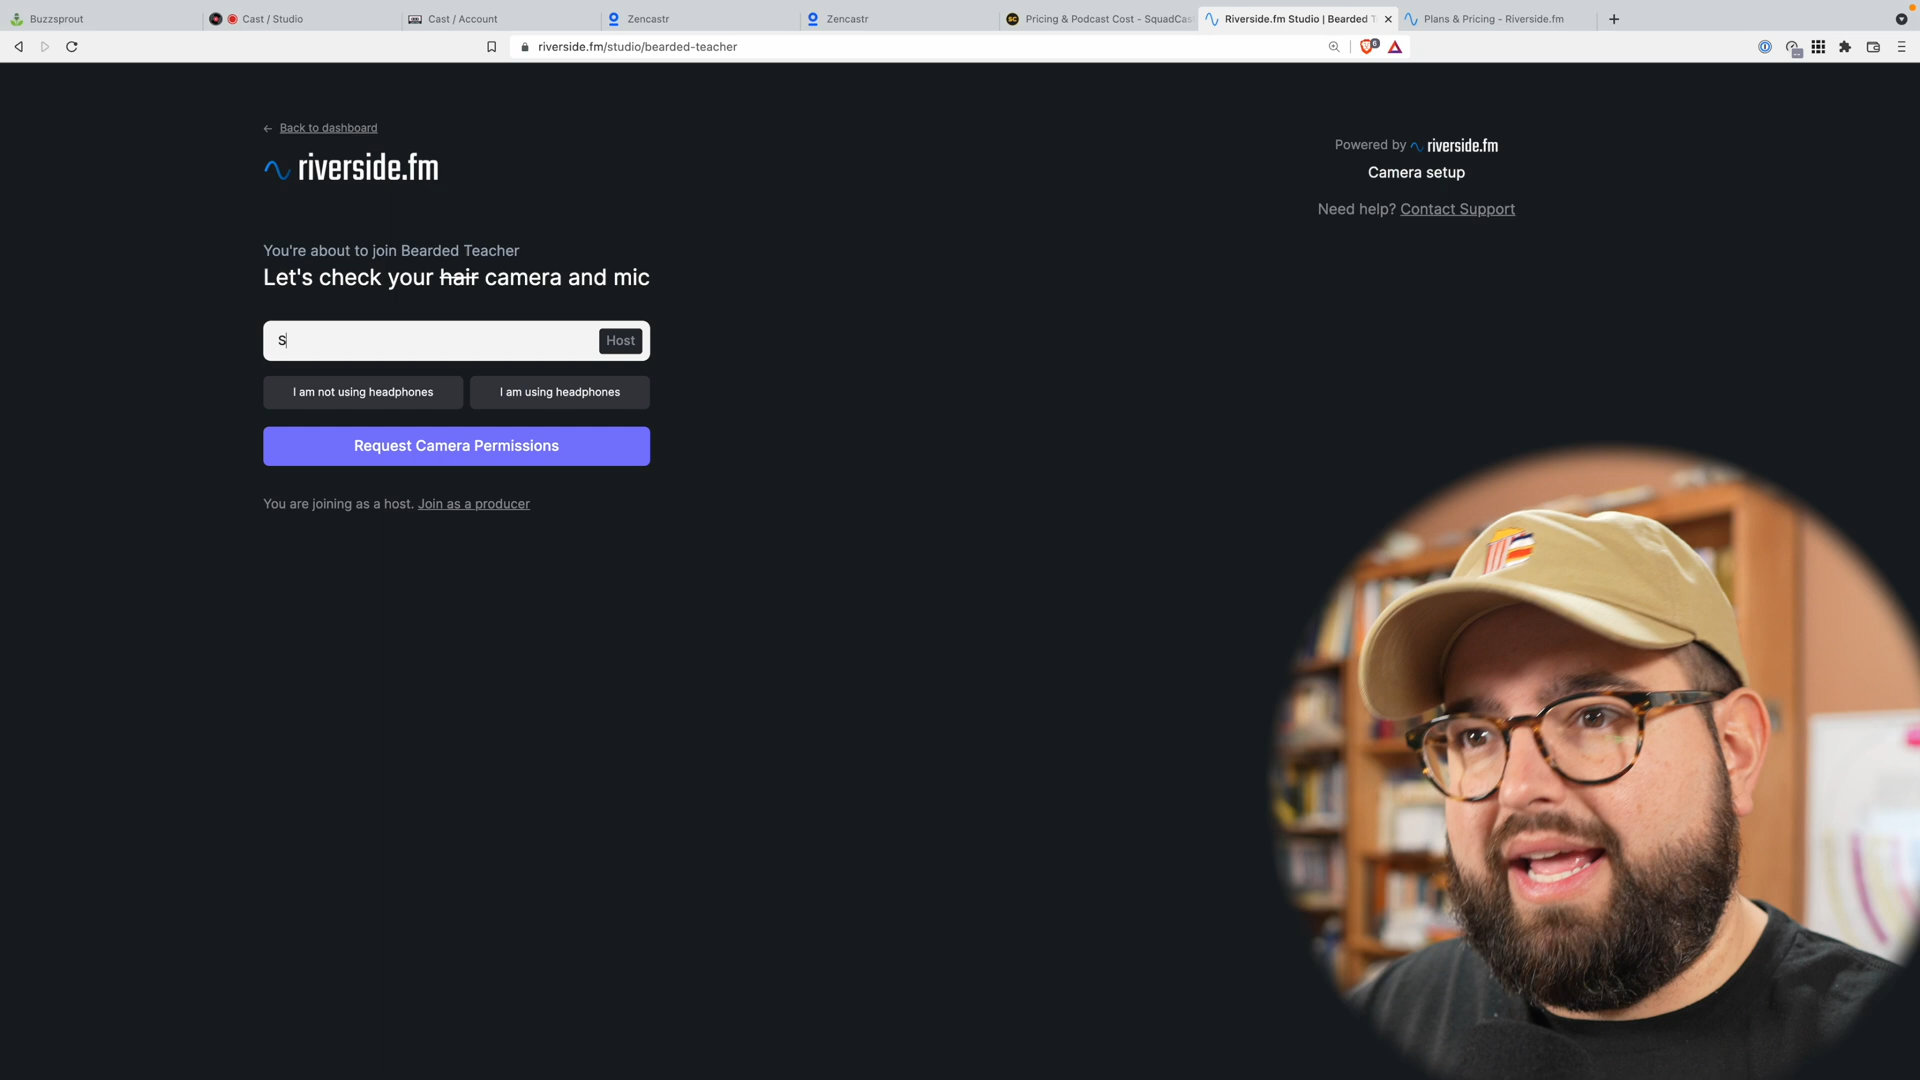 Buzzsprout
Cast / Studio
Cast / Account
Zencastr
Zencastr
Pricing & Podcast Cost - SquadCas
Riverside.fm Studio | Bearded T
Plans & Pricing - Riverside.fm
riverside.fm/studio/bearded-teacher
6
Back to dashboard
riverside.fm
Powered by riverside.fm
Camera setup
Need help? Contact Support
You're about to join Bearded Teacher
Let's check your hair camera and mic
S
Host
I am not using headphones
I am using headphones
Request Camera Permissions
You are joining as a host. Join as a producer